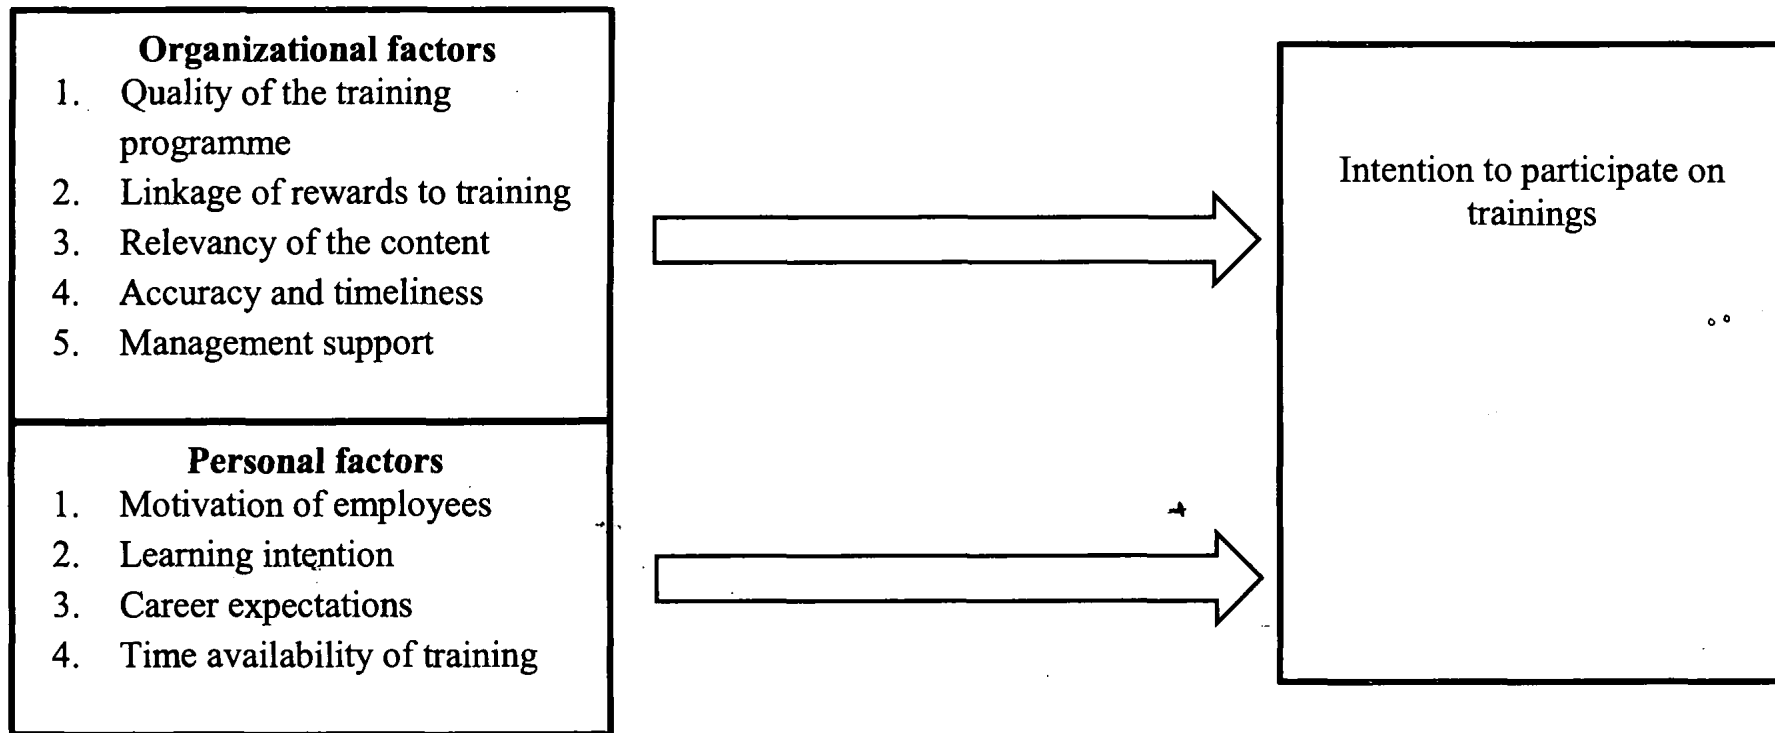 Organizational factors
1. Quality of the training
programme
2. Linkage of rewards to training
3. Relevancy of the content
4. Accuracy and timeliness
5. Management support
Personal factors
1. Motivation of employees
2. Learning intention
3. Career expectations
4. Time availability of training
Intention to participate on
trainings